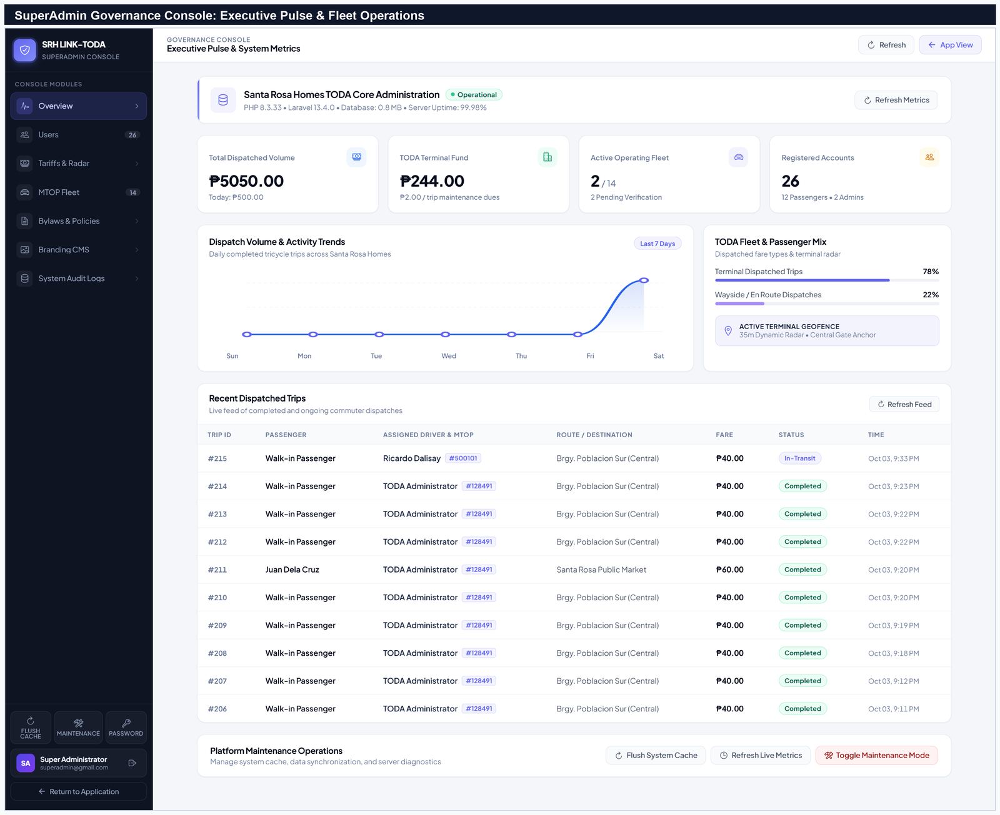 SuperAdmin Governance Console: Executive Pulse & Fleet Operations
SRH LINK-TODA
SUPERADMIN CONSOLE
CONSOLE MODULES
Overview
Users 26
Tariffs & Radar
MTOP Fleet 14
Bylaws & Policies
Branding CMS
System Audit Logs
FLUSH CACHE
MAINTENANCE
PASSWORD
SA
Super Administrator
superadmin@gmail.com
Return to Application
GOVERNANCE CONSOLE
Executive Pulse & System Metrics
Refresh
App View
Santa Rosa Homes TODA Core Administration
Operational
PHP 8.3.33 • Laravel 13.4.0 • Database: 0.8 MB • Server Uptime: 99.98%
Refresh Metrics
Total Dispatched Volume
₱5050.00
Today: ₱500.00
TODA Terminal Fund
₱244.00
₱2.00 / trip maintenance dues
Active Operating Fleet
2 / 14
2 Pending Verification
Registered Accounts
26
12 Passengers • 2 Admins
Dispatch Volume & Activity Trends
Daily completed tricycle trips across Santa Rosa Homes
Last 7 Days
Sun Mon Tue Wed Thu Fri Sat
TODA Fleet & Passenger Mix
Dispatched fare types & terminal radar
Terminal Dispatched Trips 78%
Wayside / En Route Dispatches 22%
ACTIVE TERMINAL GEOFENCE
35m Dynamic Radar • Central Gate Anchor
Recent Dispatched Trips
Live feed of completed and ongoing commuter dispatches
Refresh Feed
TRIP ID PASSENGER ASSIGNED DRIVER & MTOP ROUTE / DESTINATION FARE STATUS TIME
#215 Walk-in Passenger Ricardo Dalisay #500101 Brgy. Poblacion Sur (Central) ₱40.00 In-Transit Oct 03, 9:33 PM
#214 Walk-in Passenger TODA Administrator #128491 Brgy. Poblacion Sur (Central) ₱40.00 Completed Oct 03, 9:23 PM
#213 Walk-in Passenger TODA Administrator #128491 Brgy. Poblacion Sur (Central) ₱40.00 Completed Oct 03, 9:22 PM
#212 Walk-in Passenger TODA Administrator #128491 Brgy. Poblacion Sur (Central) ₱40.00 Completed Oct 03, 9:22 PM
#211 Juan Dela Cruz TODA Administrator #128491 Santa Rosa Public Market ₱60.00 Completed Oct 03, 9:20 PM
#210 Walk-in Passenger TODA Administrator #128491 Brgy. Poblacion Sur (Central) ₱40.00 Completed Oct 03, 9:20 PM
#209 Walk-in Passenger TODA Administrator #128491 Brgy. Poblacion Sur (Central) ₱40.00 Completed Oct 03, 9:19 PM
#208 Walk-in Passenger TODA Administrator #128491 Brgy. Poblacion Sur (Central) ₱40.00 Completed Oct 03, 9:18 PM
#207 Walk-in Passenger TODA Administrator #128491 Brgy. Poblacion Sur (Central) ₱40.00 Completed Oct 03, 9:12 PM
#206 Walk-in Passenger TODA Administrator #128491 Brgy. Poblacion Sur (Central) ₱40.00 Completed Oct 03, 9:11 PM
Platform Maintenance Operations
Manage system cache, data synchronization, and server diagnostics
Flush System Cache
Refresh Live Metrics
Toggle Maintenance Mode